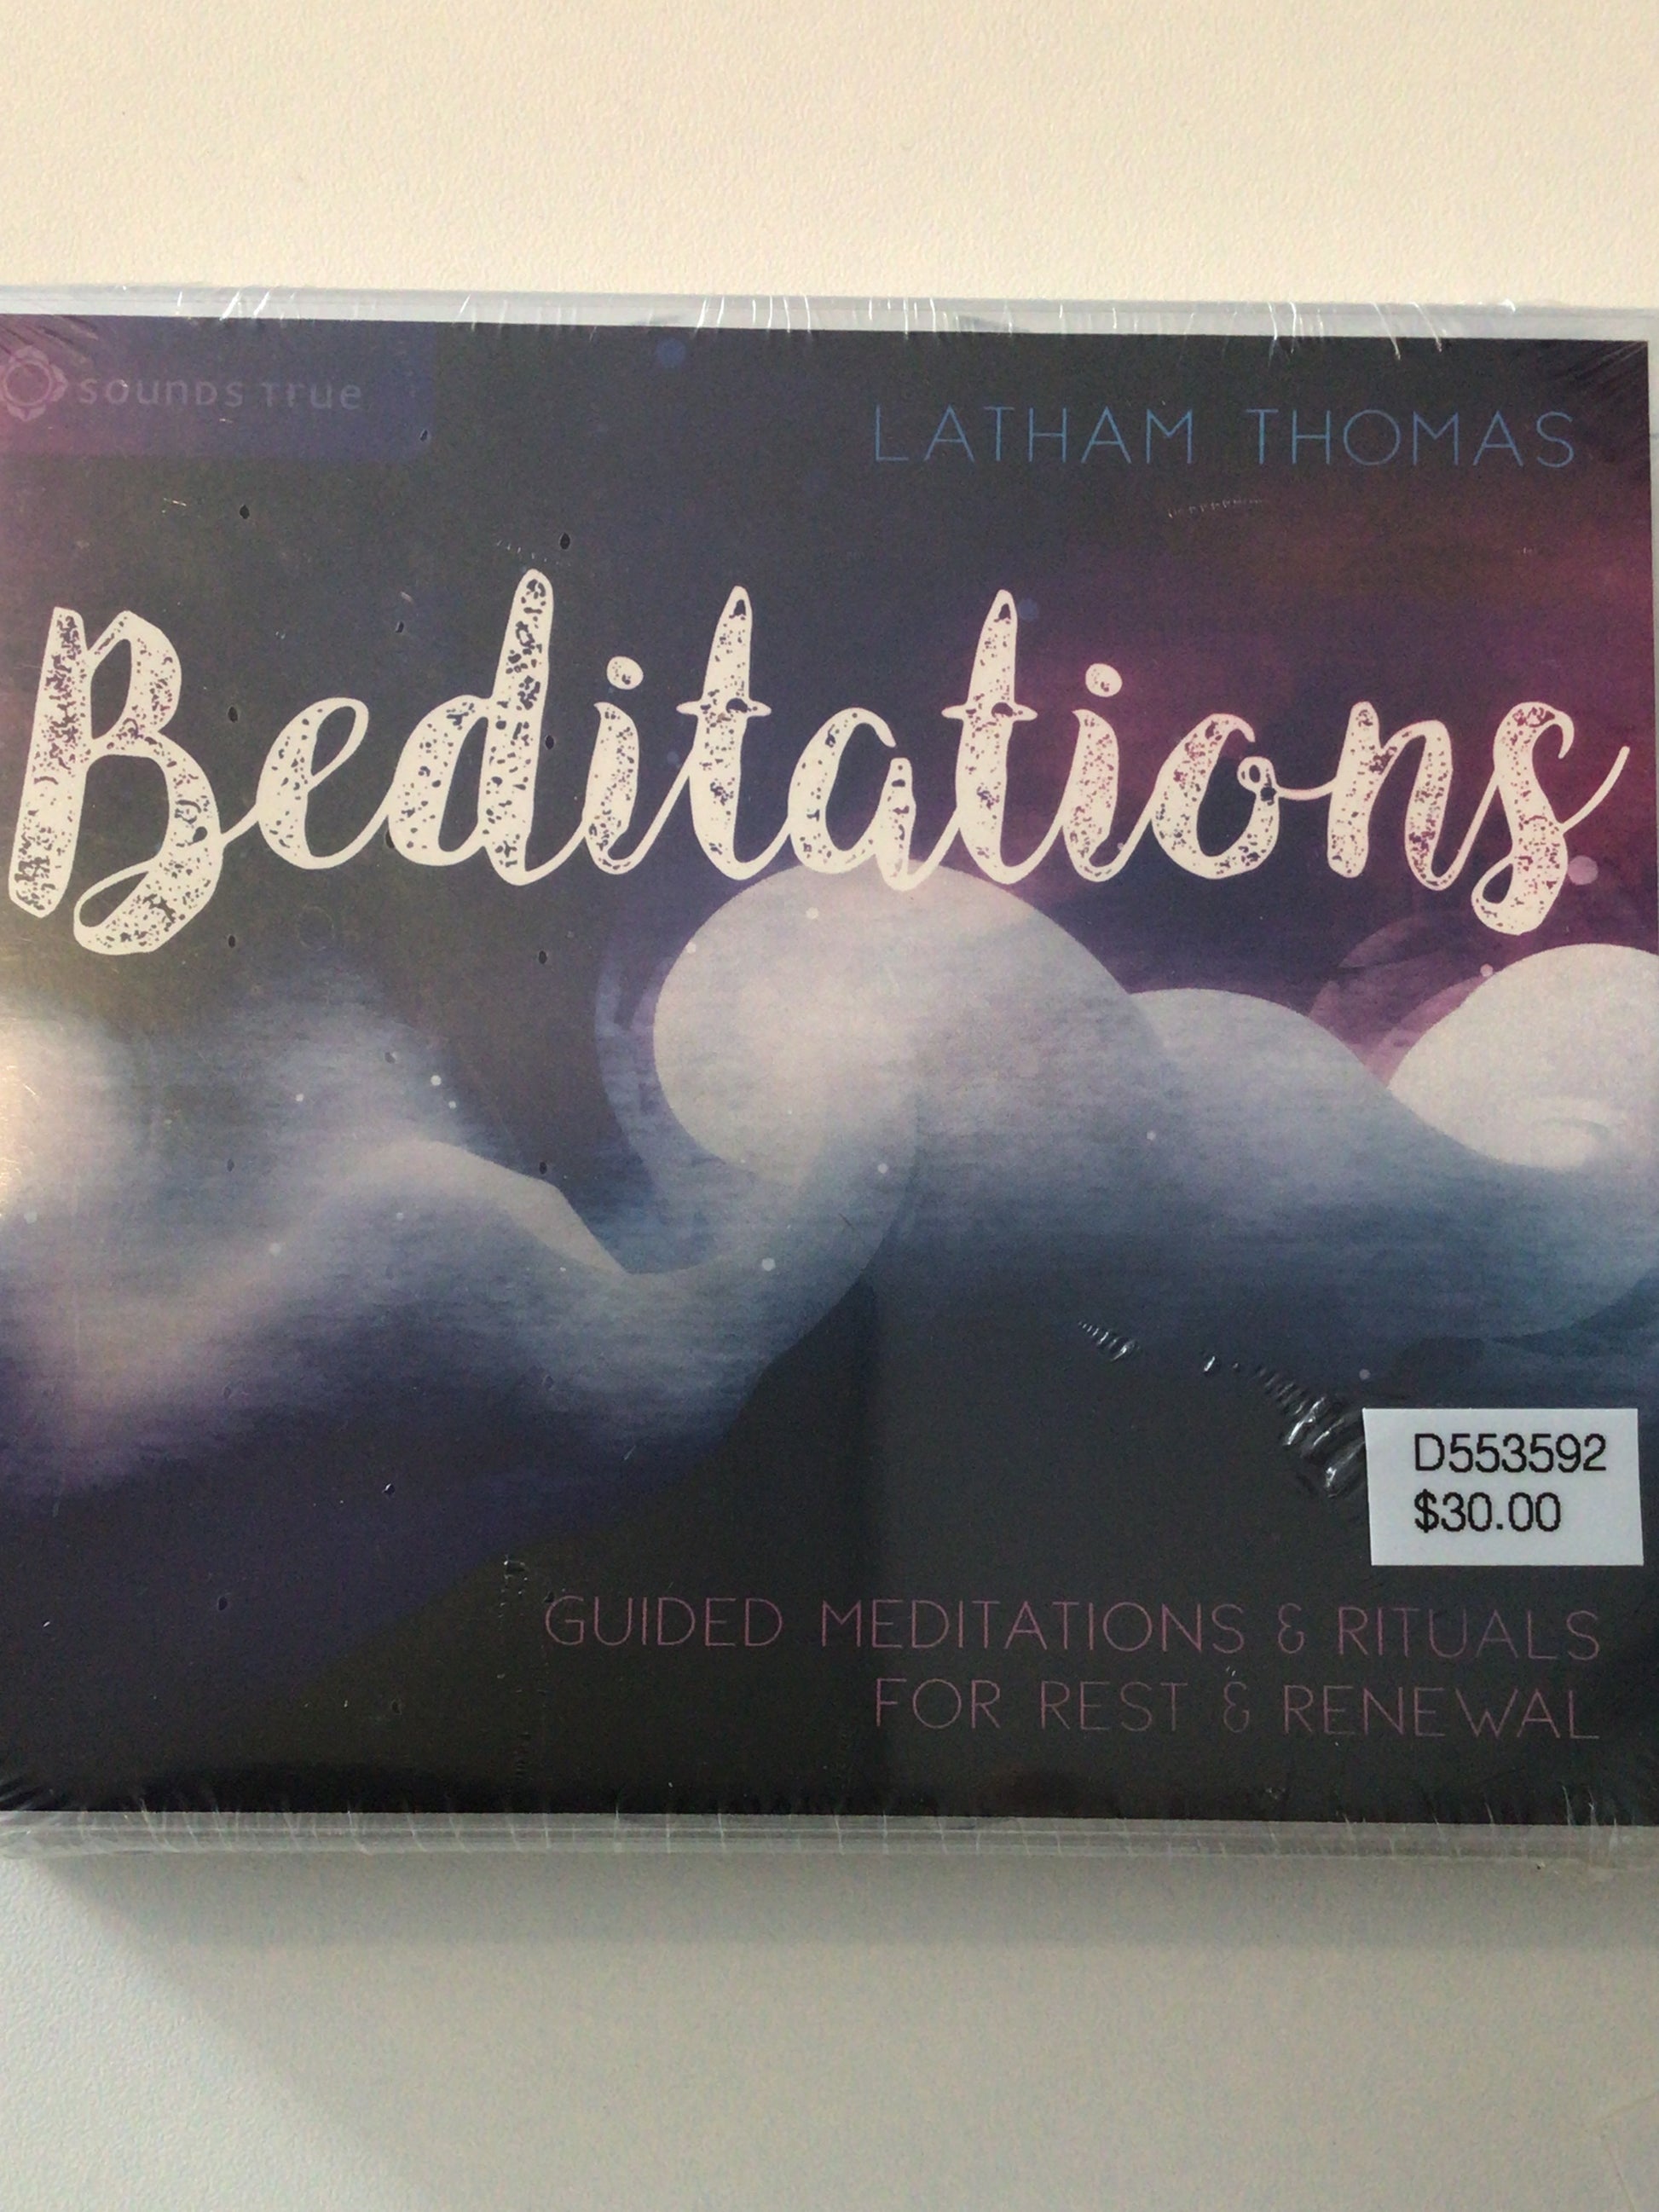 sounds true
LATHAM THOMAS
Beditations
D553592
$30.00
GUIDED MEDITATIONS & RITUALS
FOR REST & RENEWAL